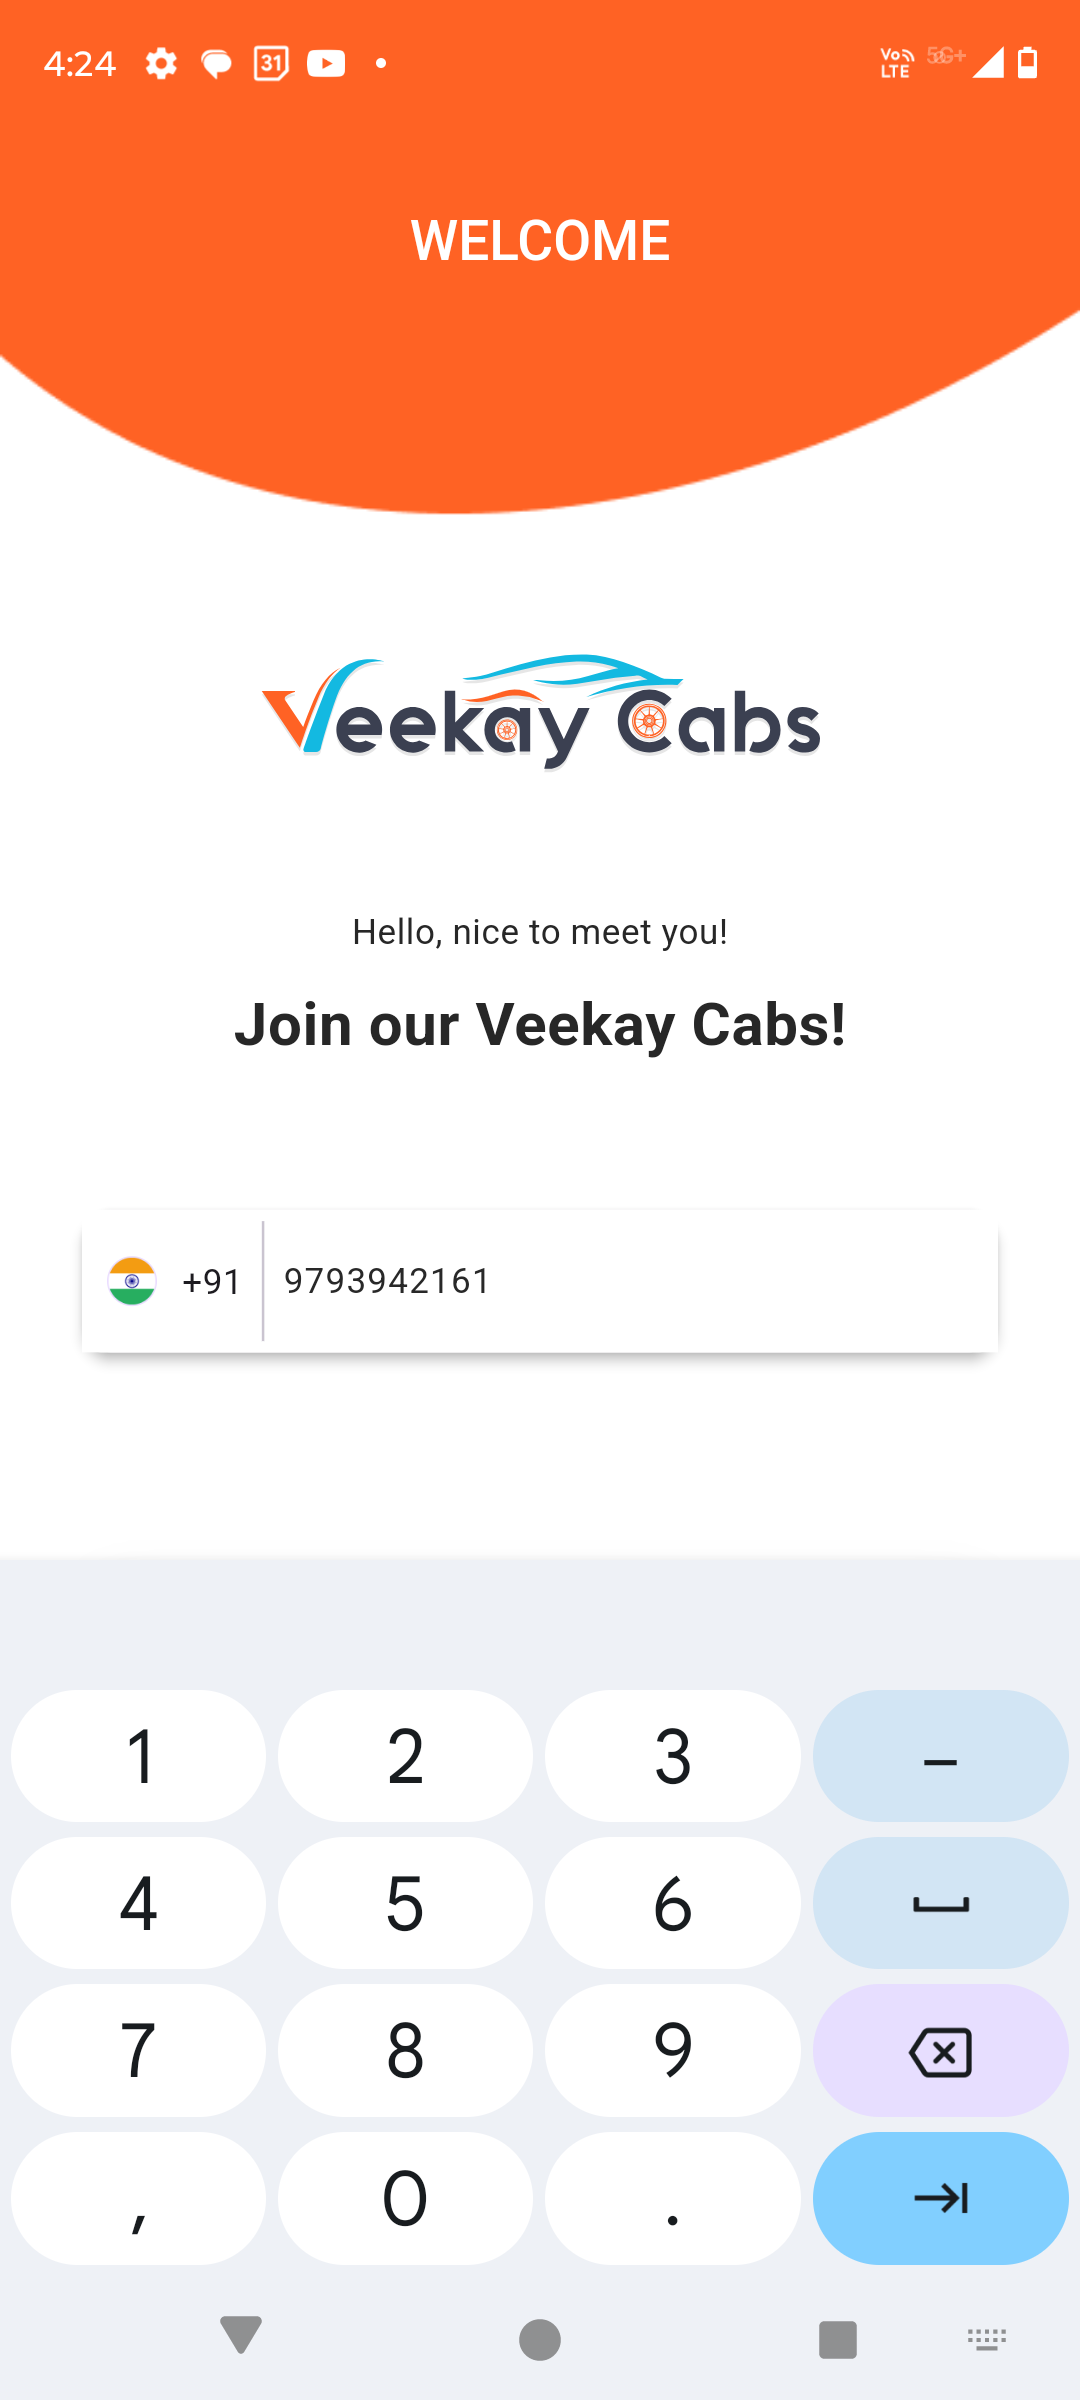 4:24 31 Vo LTE 5G+
WELCOME
Veekay Cabs
Hello, nice to meet you!
Join our Veekay Cabs!
+91 9793942161
1 2 3 –
4 5 6
7 8 9
, 0 .